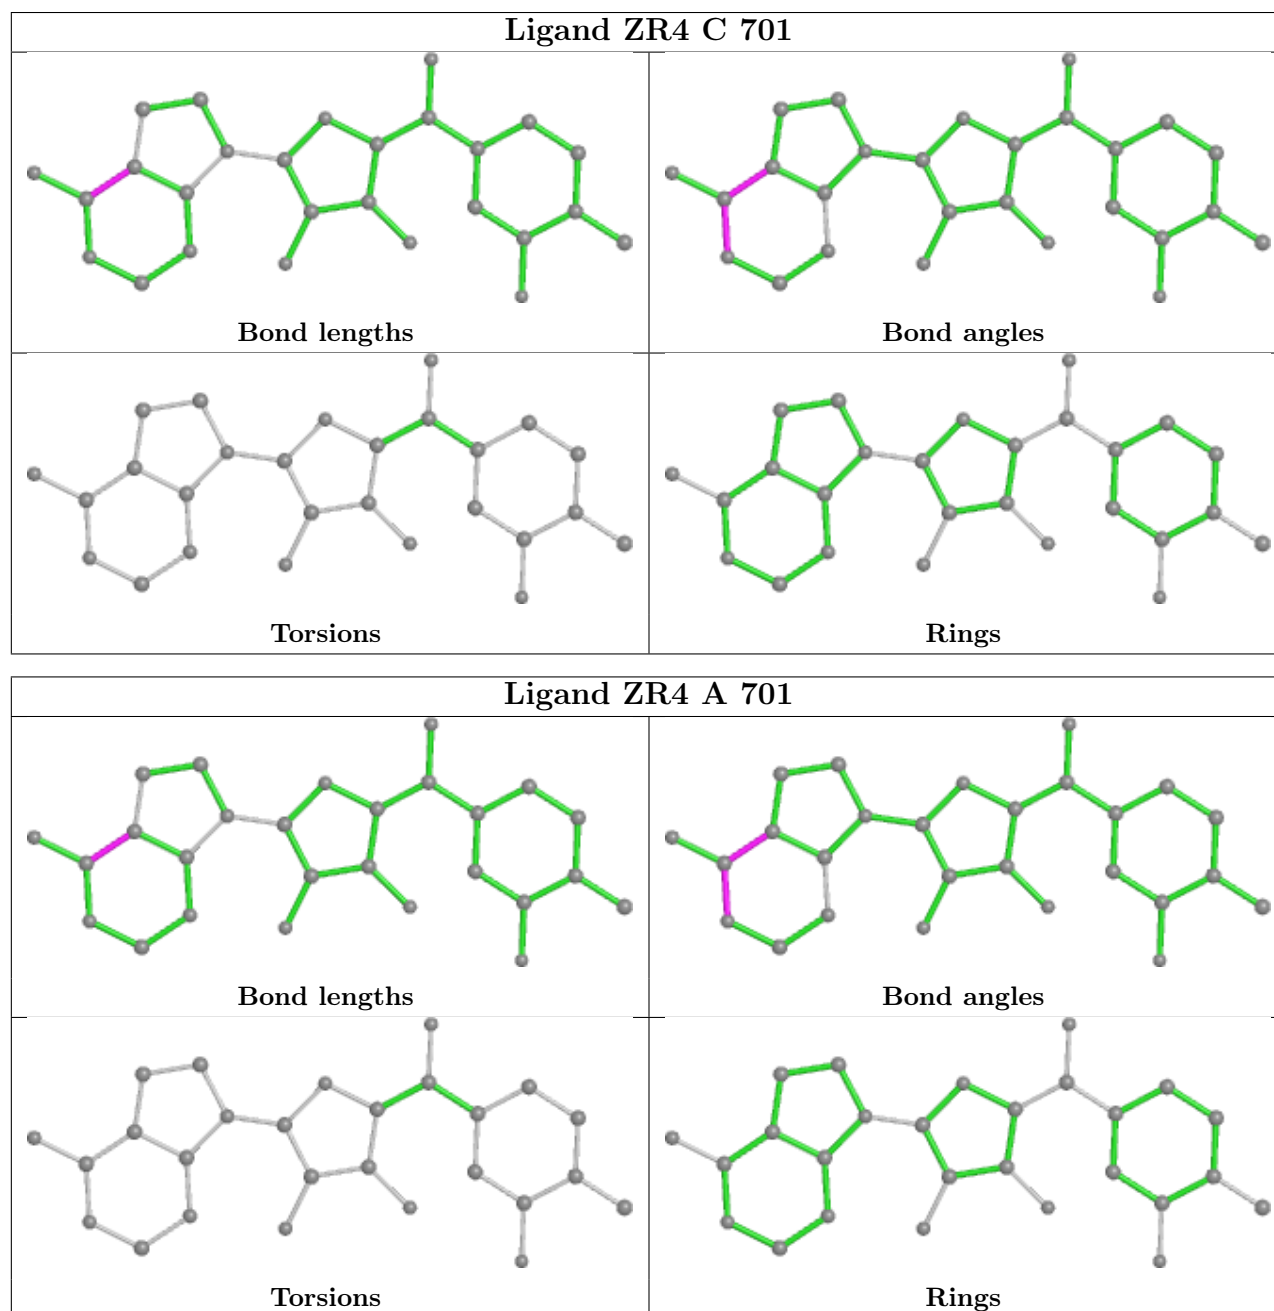 Ligand ZR4 C 701
Bond lengths
Bond angles
Torsions
Rings
Ligand ZR4 A 701
Bond lengths
Bond angles
Torsions
Rings